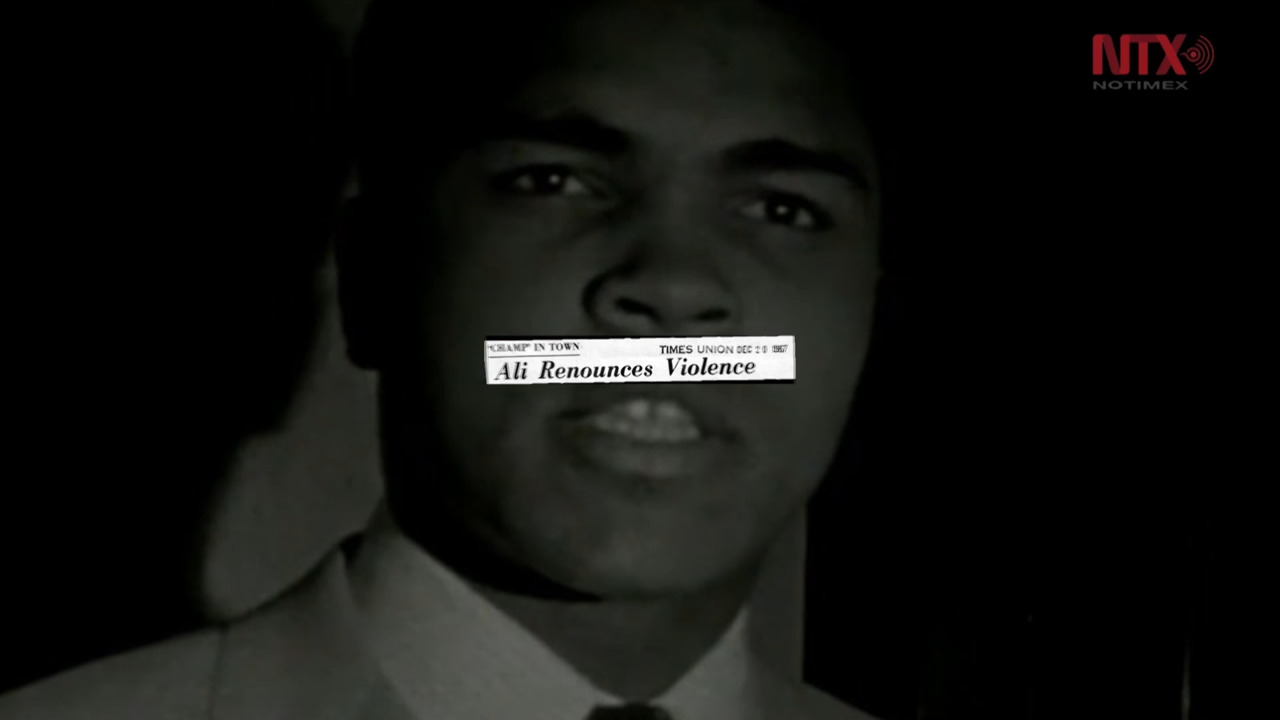 NTX
NOTIMEX
"CHAMP" IN TOWN
TIMES UNION DEC 20 1967
Ali Renounces Violence